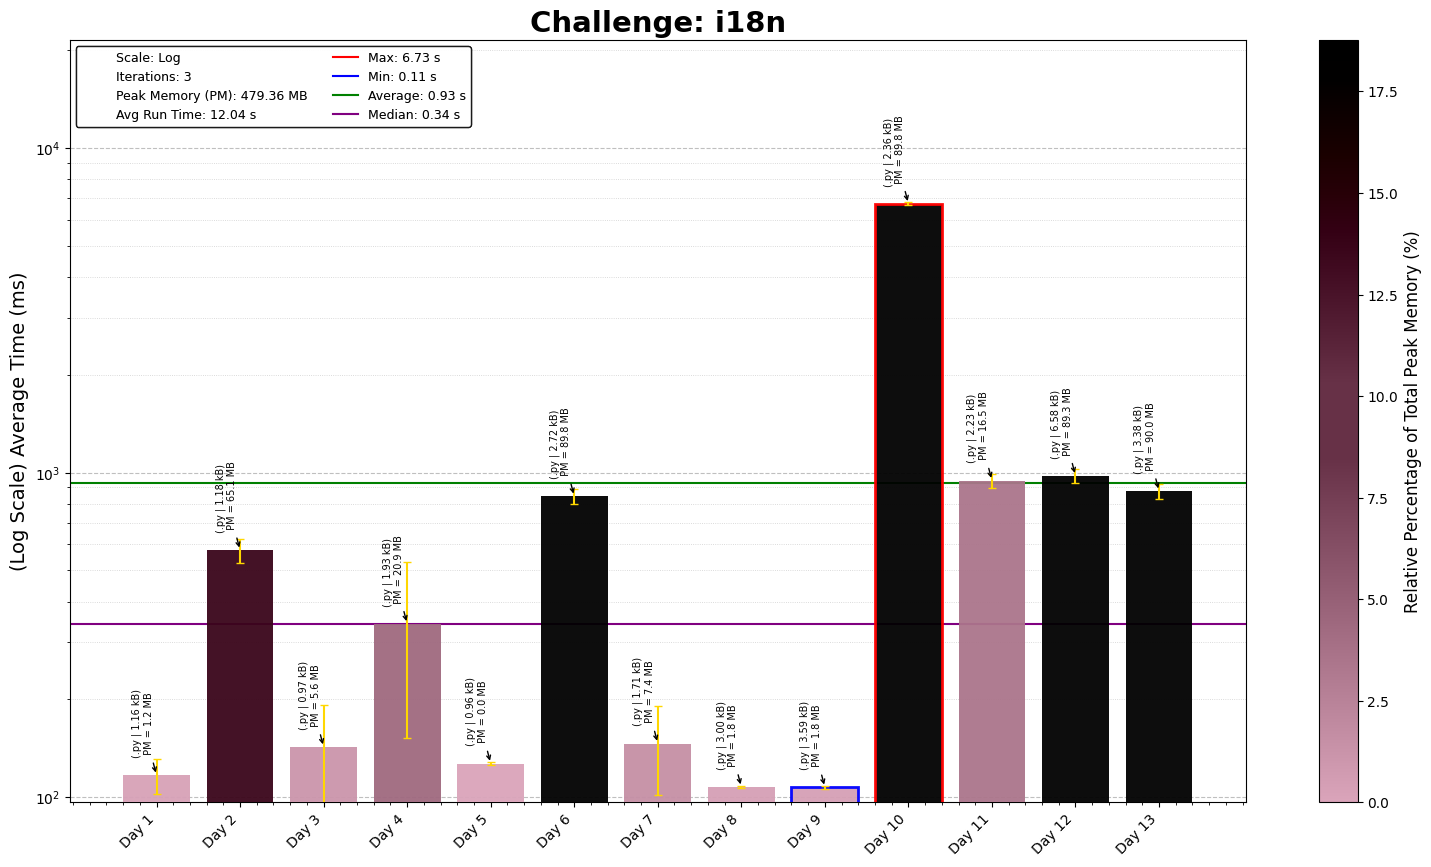 Challenge: i18n
Scale: Log
Iterations: 3
Peak Memory (PM): 479.36 MB
Avg Run Time: 12.04 s
Max: 6.73 s
Min: 0.11 s
Average: 0.93 s
Median: 0.34 s
(Log Scale) Average Time (ms)
10⁴
10³
10²
(.py | 1.16 kB)
PM = 1.2 MB
(.py | 1.18 kB)
PM = 65.1 MB
(.py | 0.97 kB)
PM = 5.6 MB
(.py | 1.93 kB)
PM = 20.9 MB
(.py | 0.96 kB)
PM = 0.0 MB
(.py | 2.72 kB)
PM = 89.8 MB
(.py | 1.71 kB)
PM = 7.4 MB
(.py | 3.00 kB)
PM = 1.8 MB
(.py | 3.59 kB)
PM = 1.8 MB
(.py | 2.36 kB)
PM = 89.8 MB
(.py | 2.23 kB)
PM = 16.5 MB
(.py | 6.58 kB)
PM = 89.3 MB
(.py | 3.38 kB)
PM = 90.0 MB
Day 1
Day 2
Day 3
Day 4
Day 5
Day 6
Day 7
Day 8
Day 9
Day 10
Day 11
Day 12
Day 13
17.5
15.0
12.5
10.0
7.5
5.0
2.5
0.0
Relative Percentage of Total Peak Memory (%)